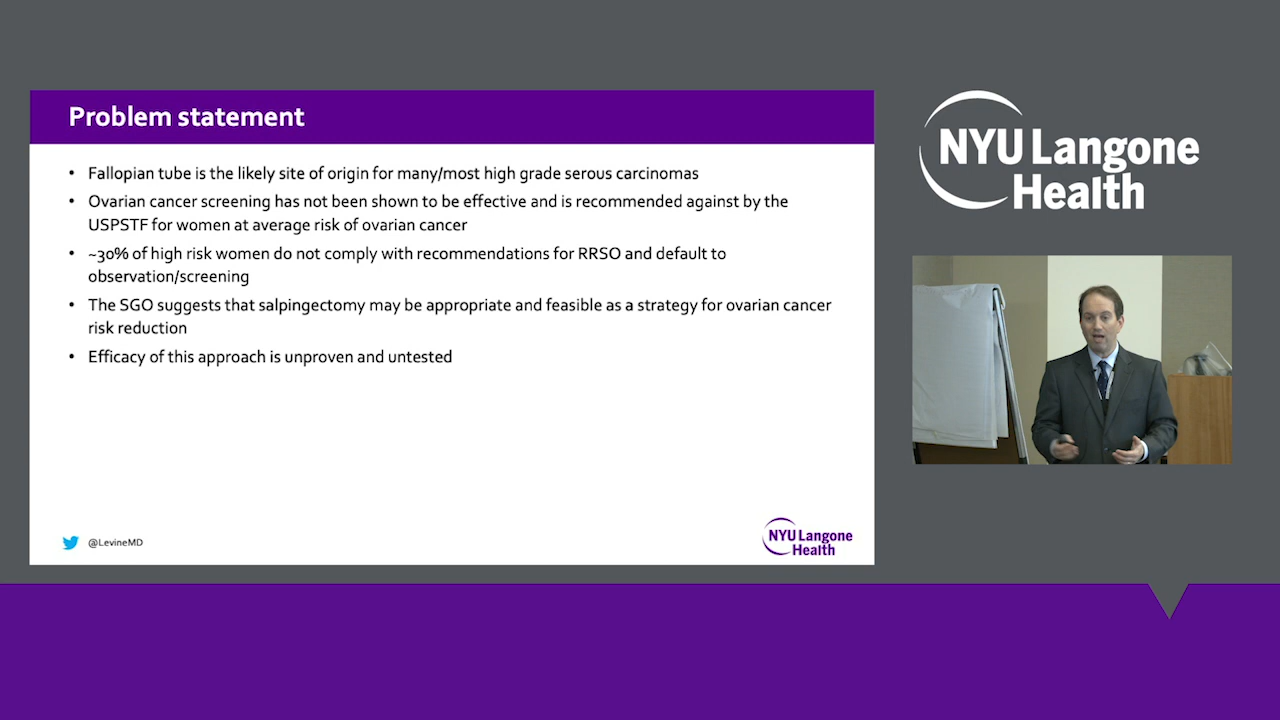 Problem statement
• Fallopian tube is the likely site of origin for many/most high grade serous carcinomas
• Ovarian cancer screening has not been shown to be effective and is recommended against by the
USPSTF for women at average risk of ovarian cancer
• ~30% of high risk women do not comply with recommendations for RRSO and default to
observation/screening
• The SGO suggests that salpingectomy may be appropriate and feasible as a strategy for ovarian cancer
risk reduction
• Efficacy of this approach is unproven and untested
@LevineMD
NYU Langone
Health
NYU Langone
Health